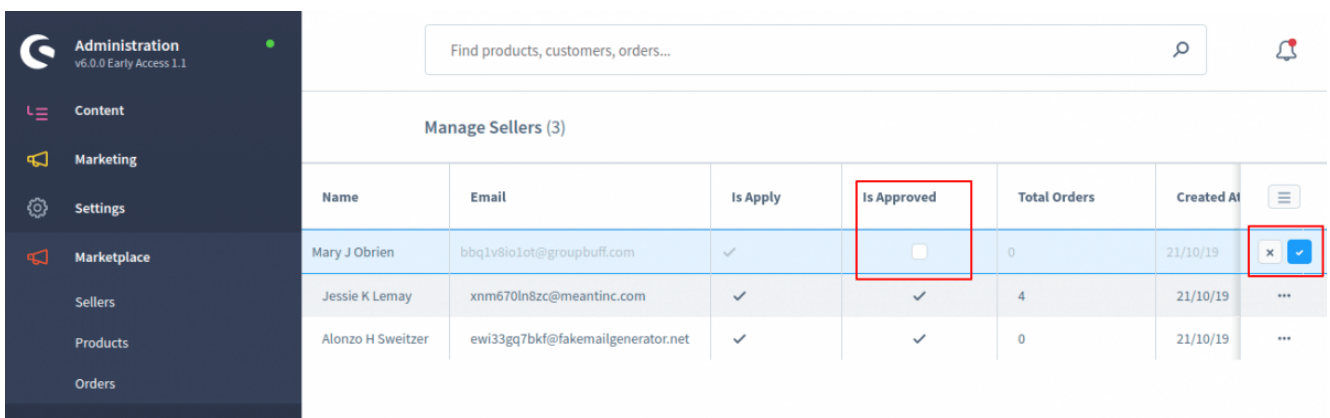 Administration
v6.0.0 Early Access 1.1
Find products, customers, orders...
Content
Manage Sellers (3)
Marketing
Name Email Is Apply Is Approved Total Orders Created At
Settings
Marketplace
Mary J Obrien bbq1v8io1ot@groupbuff.com 0 21/10/19
Sellers
Jessie K Lemay xnm670ln8zc@meantinc.com 4 21/10/19
Products
Alonzo H Sweitzer ewi33gq7bkf@fakemailgenerator.net 0 21/10/19
Orders